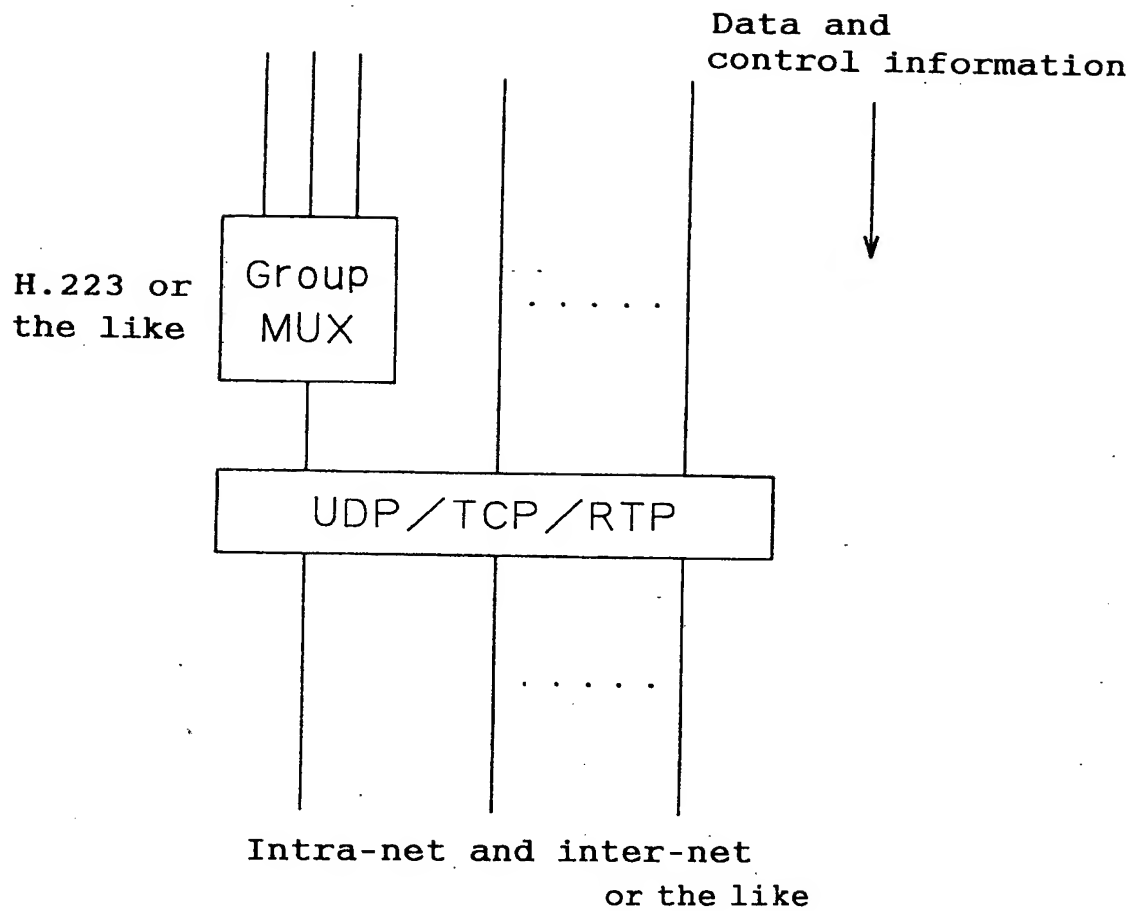 Data and
control information
H.223 or
the like
Group
MUX
.....
UDP/TCP/RTP
.....
Intra-net and inter-net
or the like